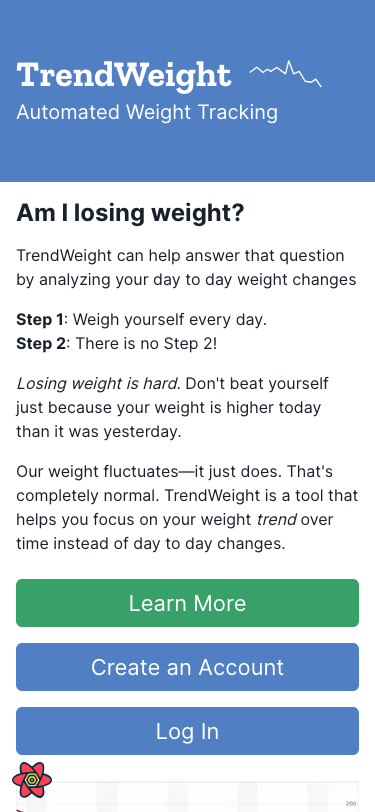 TrendWeight
Automated Weight Tracking
Am I losing weight?
TrendWeight can help answer that question
by analyzing your day to day weight changes
Step 1: Weigh yourself every day.
Step 2: There is no Step 2!
Losing weight is hard. Don't beat yourself
just because your weight is higher today
than it was yesterday.
Our weight fluctuates—it just does. That's
completely normal. TrendWeight is a tool that
helps you focus on your weight trend over
time instead of day to day changes.
Learn More
Create an Account
Log In
200